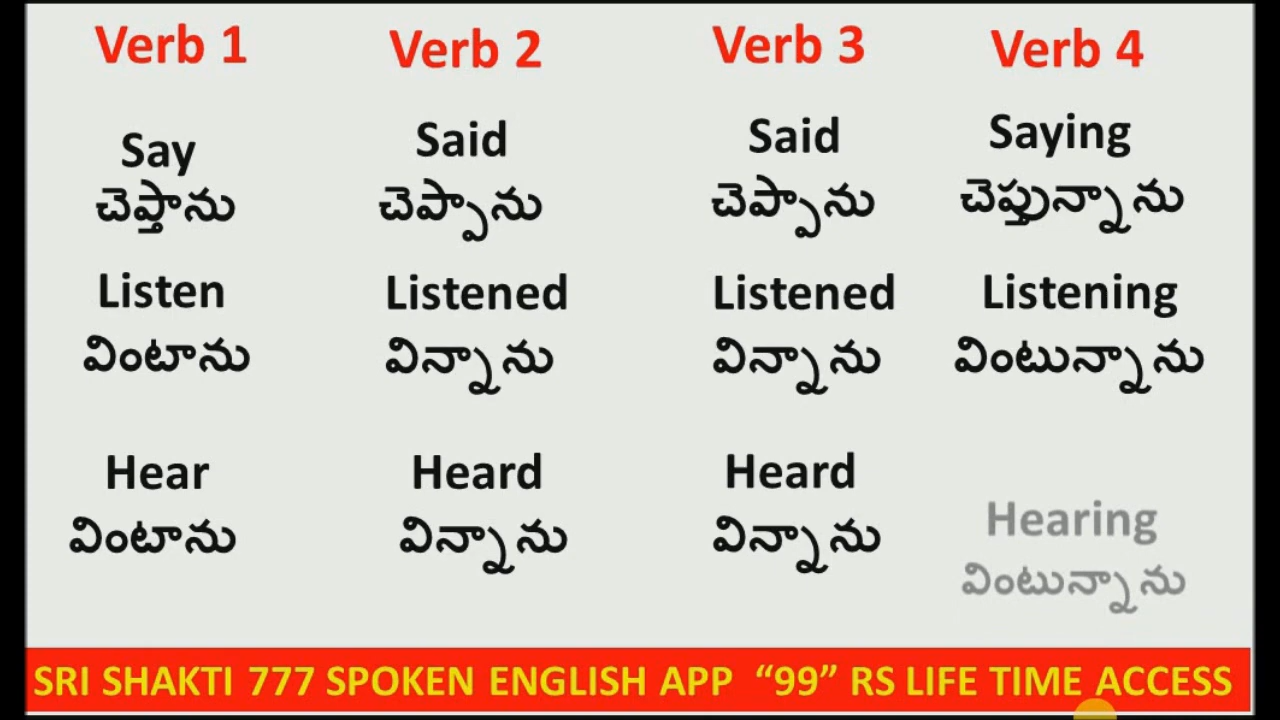 Verb 1 Verb 2 Verb 3 Verb 4
Say Said Said Saying
చెప్తాను చెప్పాను చెప్పాను చెప్తున్నాను
Listen Listened Listened Listening
వింటాను విన్నాను విన్నాను వింటున్నాను
Hear Heard Heard Hearing
వింటాను విన్నాను విన్నాను వింటున్నాను
SRI SHAKTI 777 SPOKEN ENGLISH APP “99” RS LIFE TIME ACCESS